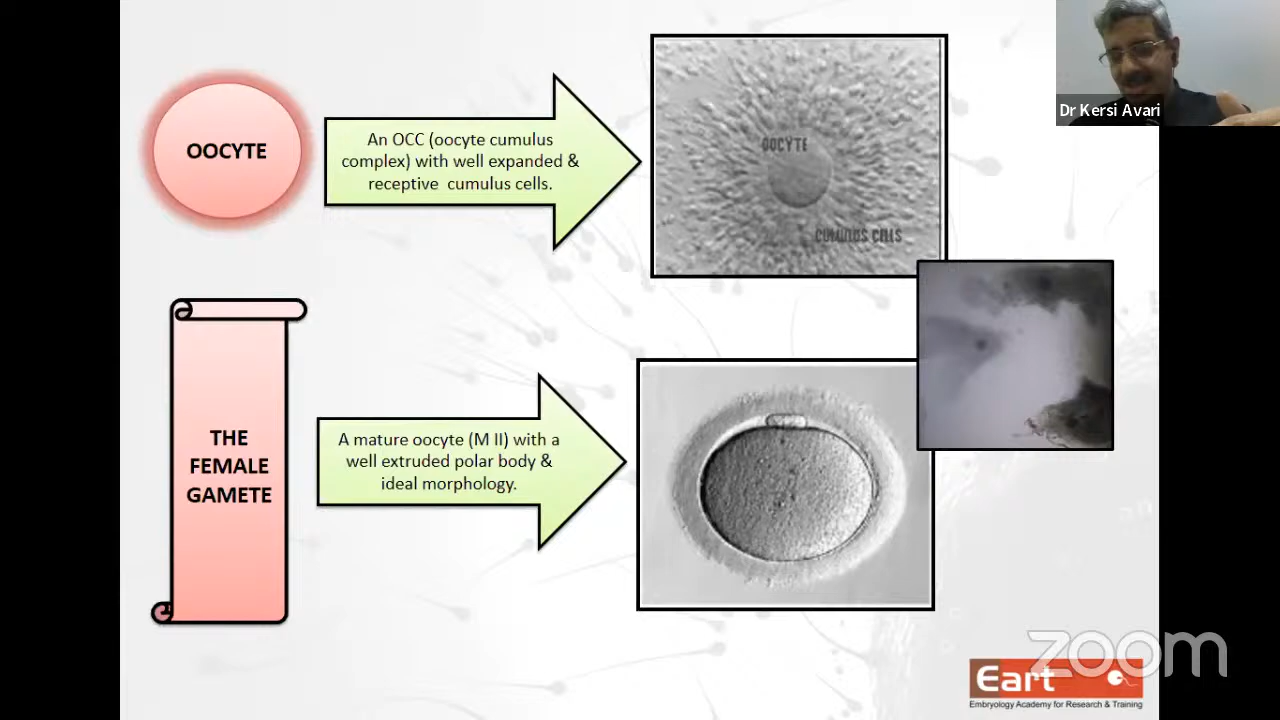 Dr Kersi Avari
OOCYTE
An OCC (oocyte cumulus
complex) with well expanded &
receptive cumulus cells.
OOCYTE
CUMULUS CELLS
THE
FEMALE
GAMETE
A mature oocyte (M II) with a
well extruded polar body &
ideal morphology.
zoom
Eart
Embryology Academy for Research & Training